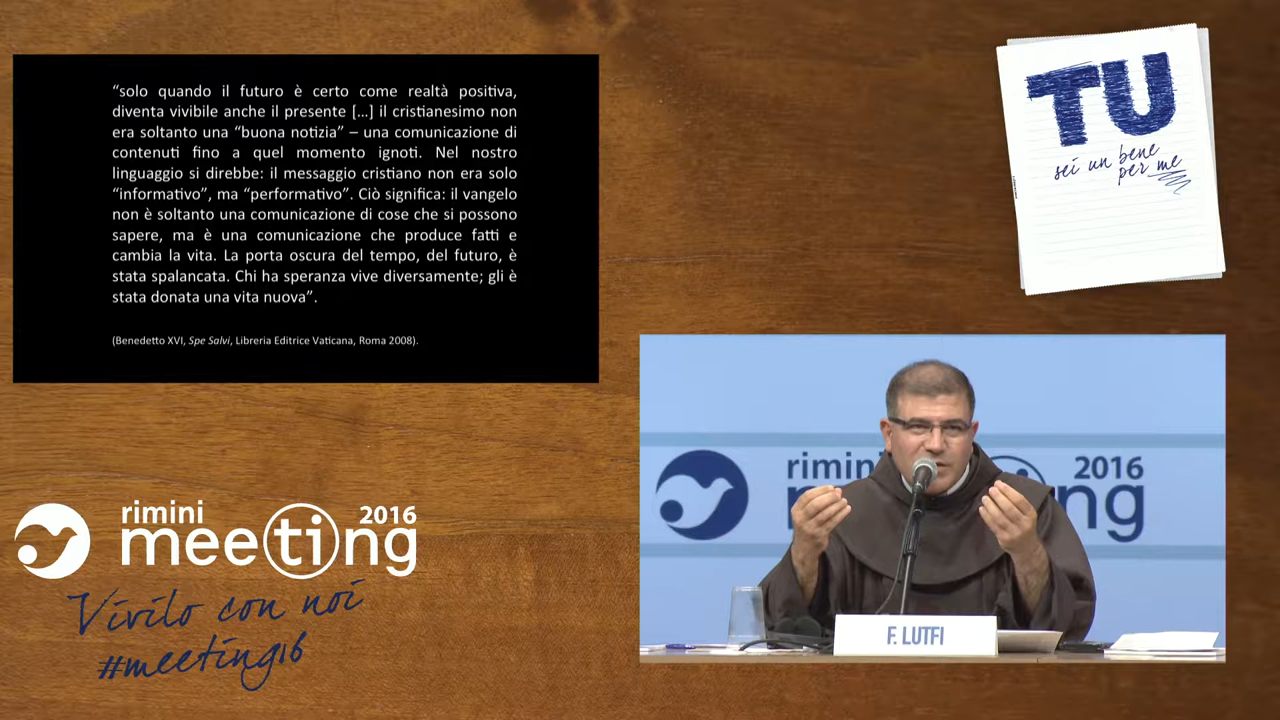 “solo quando il futuro è certo come realtà positiva,
diventa vivibile anche il presente […] il cristianesimo non
era soltanto una “buona notizia” – una comunicazione di
contenuti fino a quel momento ignoti. Nel nostro
linguaggio si direbbe: il messaggio cristiano non era solo
“informativo”, ma “performativo”. Ciò significa: il vangelo
non è soltanto una comunicazione di cose che si possono
sapere, ma è una comunicazione che produce fatti e
cambia la vita. La porta oscura del tempo, del futuro, è
stata spalancata. Chi ha speranza vive diversamente; gli è
stata donata una vita nuova”.
(Benedetto XVI, Spe Salvi, Libreria Editrice Vaticana, Roma 2008).
TU
sei un bene
per me
rimini 2016
meeting
Vivilo con noi
#meeting16
rimini 2016
ng
F. LUTFI